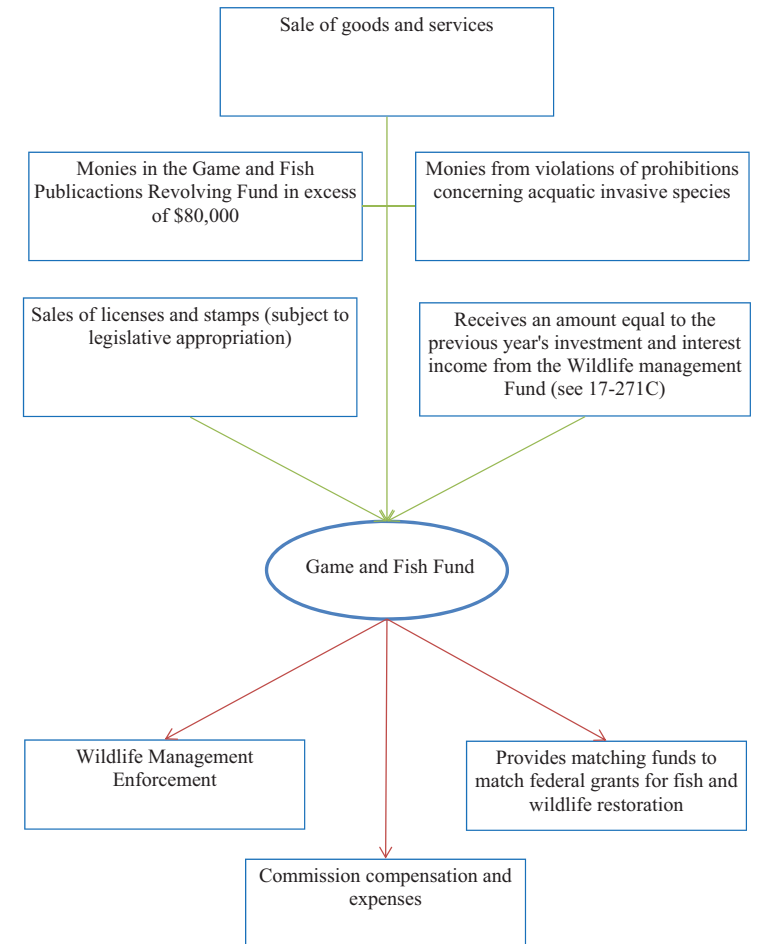 Sale of goods and services
Monies in the Game and Fish
Publicactions Revolving Fund in excess
of $80,000
Monies from violations of prohibitions
concerning acquatic invasive species
Sales of licenses and stamps (subject to
legislative appropriation)
Receives an amount equal to the
previous year's investment and interest
income from the Wildlife management
Fund (see 17-271C)
Game and Fish Fund
Wildlife Management
Enforcement
Provides matching funds to
match federal grants for fish and
wildlife restoration
Commission compensation and
expenses